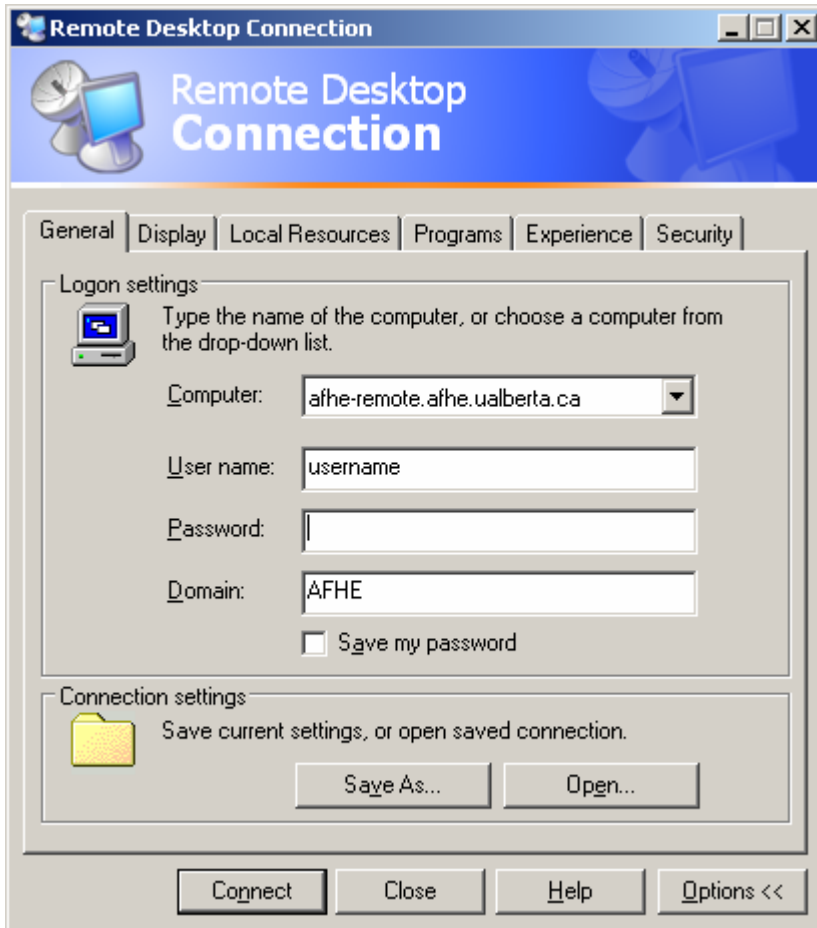 Remote Desktop Connection
Remote Desktop
Connection
General Display Local Resources Programs Experience Security
Logon settings
Type the name of the computer, or choose a computer from
the drop-down list.
Computer: afhe-remote.afhe.ualberta.ca
User name: username
Password:
Domain: AFHE
Save my password
Connection settings
Save current settings, or open saved connection.
Save As... Open...
Connect Close Help Options <<